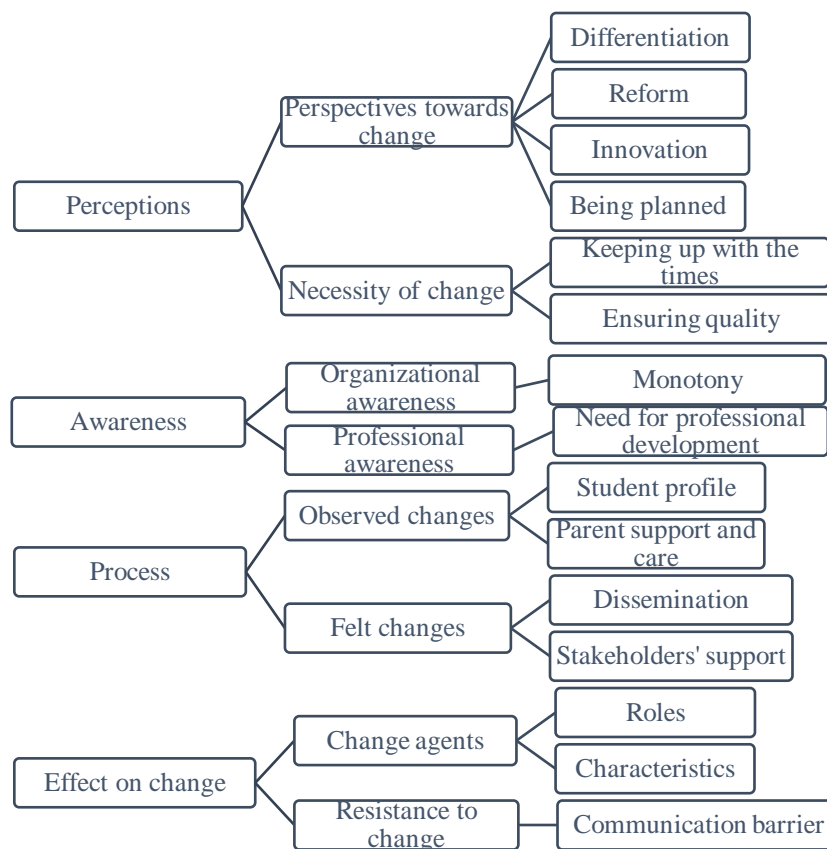 Differentiation
Perspectives towards
change
Reform
Innovation
Perceptions
Being planned
Necessity of change
Keeping up with the
times
Ensuring quality
Organizational
awareness
Monotony
Awareness
Professional
awareness
Need for professional
development
Observed changes
Student profile
Parent support and
care
Process
Felt changes
Dissemination
Stakeholders' support
Change agents
Roles
Characteristics
Effect on change
Resistance to
change
Communication barrier